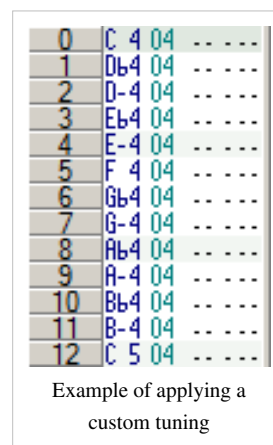 0 C 4 04 .. ...
1 Db4 04 .. ...
2 D-4 04 .. ...
3 Eb4 04 .. ...
4 E-4 04 .. ...
5 F 4 04 .. ...
6 Gb4 04 .. ...
7 G-4 04 .. ...
8 Ab4 04 .. ...
9 A-4 04 .. ...
10 Bb4 04 .. ...
11 B-4 04 .. ...
12 C 5 04 .. ...
Example of applying a
custom tuning